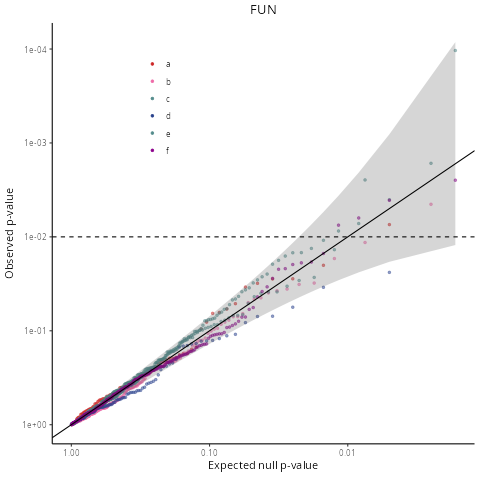 FUN
1e-04
1e-03
1e-02
1e-01
1e+00
Observed p-value
a
b
c
d
e
f
1.00
0.10
0.01
Expected null p-value